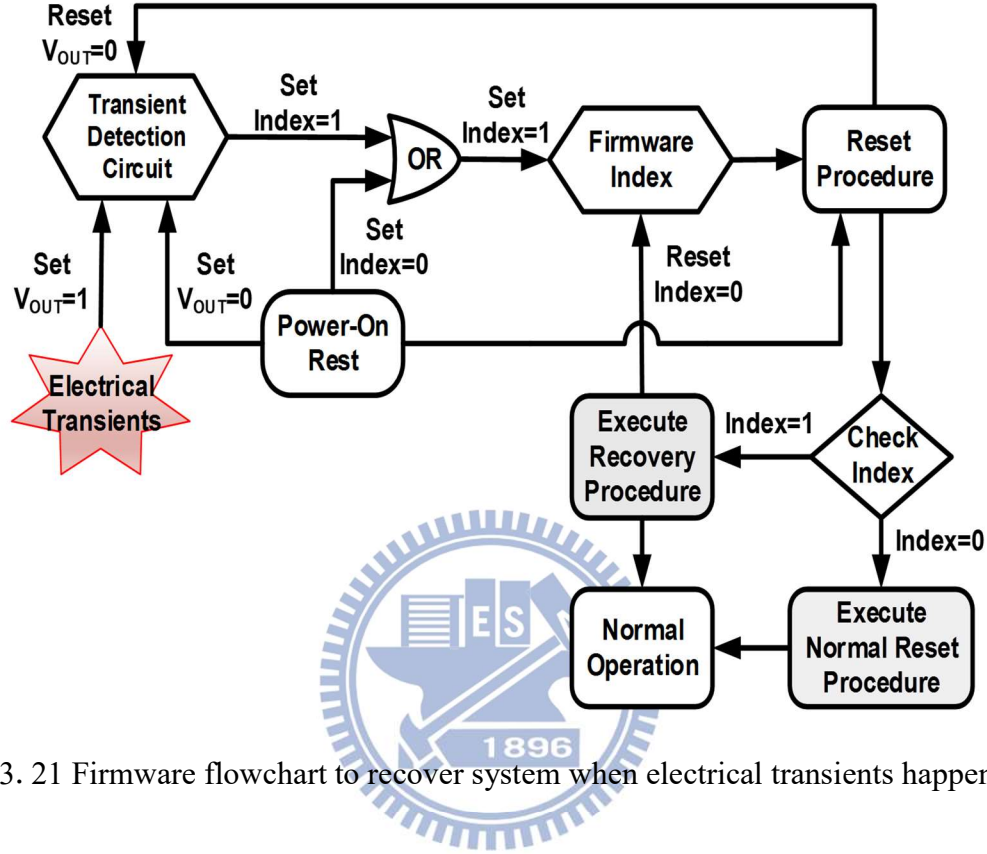 Reset
VOUT=0
Transient
Detection
Circuit
Set
Index=1
OR
Set
Index=1
Firmware
Index
Reset
Procedure
Set
VOUT=1
Set
VOUT=0
Set
Index=0
Reset
Index=0
Power-On
Rest
Electrical
Transients
Execute
Recovery
Procedure
Index=1
Check
Index
Index=0
Normal
Operation
Execute
Normal Reset
Procedure
ES
1896
3. 21 Firmware flowchart to recover system when electrical transients happen